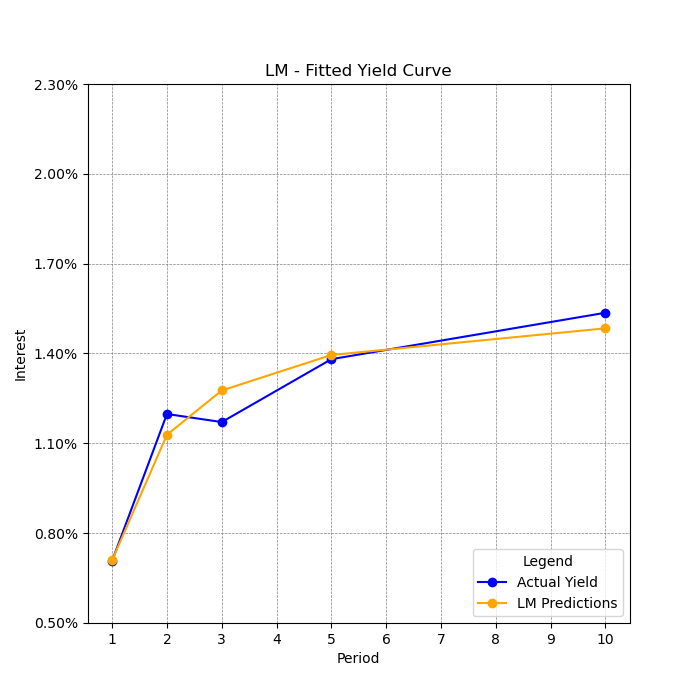 LM - Fitted Yield Curve
2.30%
2.00%
1.70%
1.40%
1.10%
0.80%
0.50%
Interest
1 2 3 4 5 6 7 8 9 10
Period
Legend
Actual Yield
LM Predictions